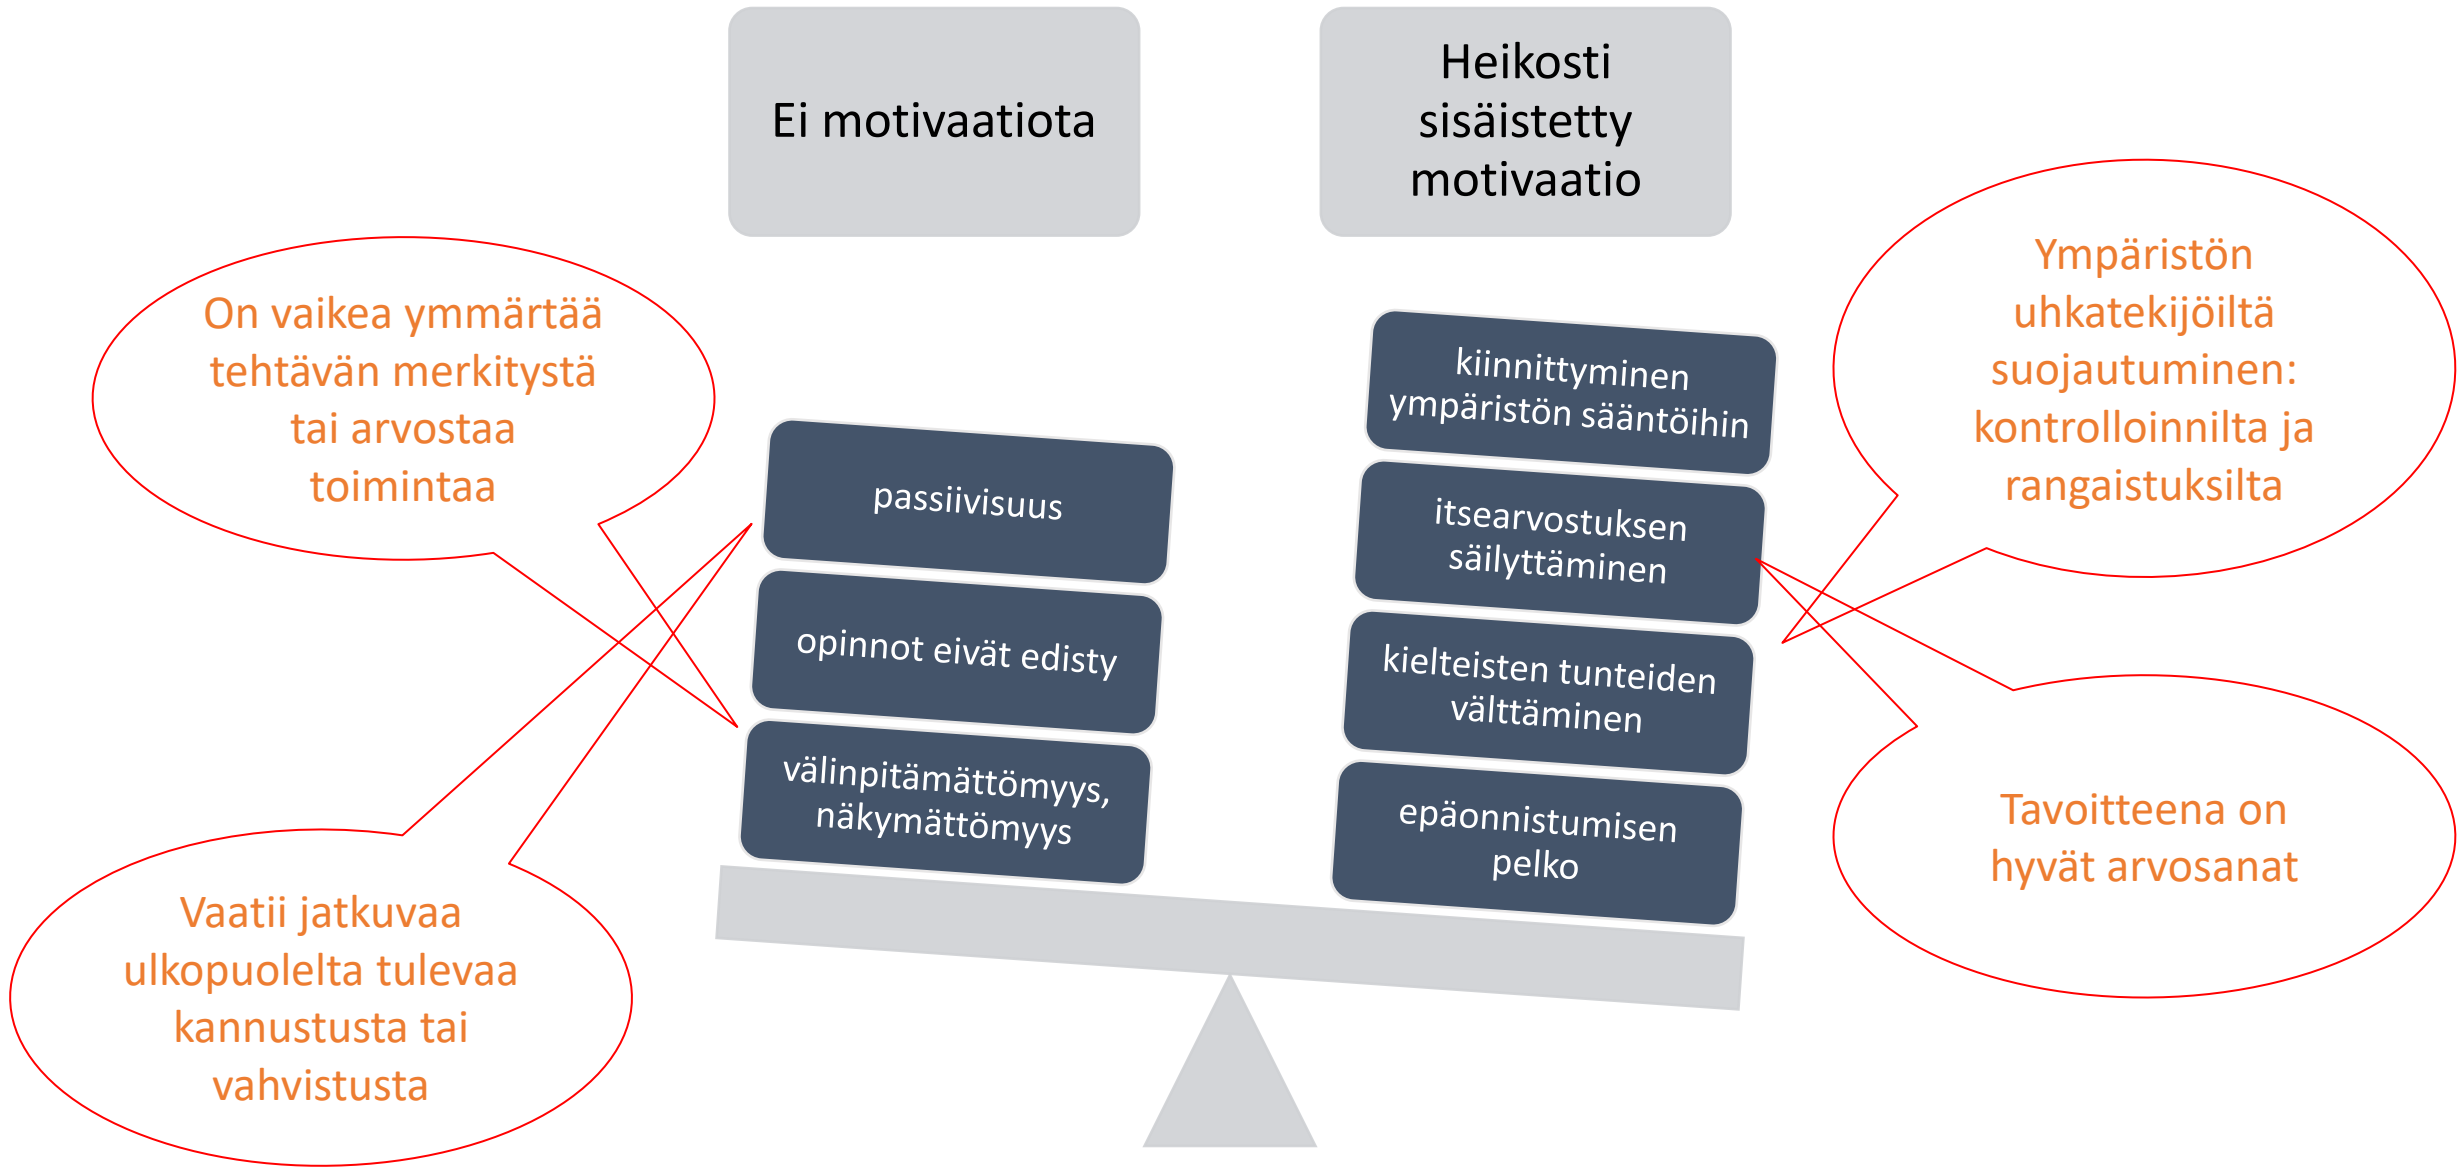 Ei motivaatiota
Heikosti
sisäistetty
motivaatio
On vaikea ymmärtää
tehtävän merkitystä
tai arvostaa
toimintaa
Vaatii jatkuvaa
ulkopuolelta tulevaa
kannustusta tai
vahvistusta
passiivisuus
opinnot eivät edisty
välinpitämättömyys,
näkymättömyys
kiinnittyminen
ympäristön sääntöihin
itsearvostuksen
säilyttäminen
kielteisten tunteiden
välttäminen
epäonnistumisen
pelko
Ympäristön
uhkatekijöiltä
suojautuminen:
kontrolloinnilta ja
rangaistuksilta
Tavoitteena on
hyvät arvosanat